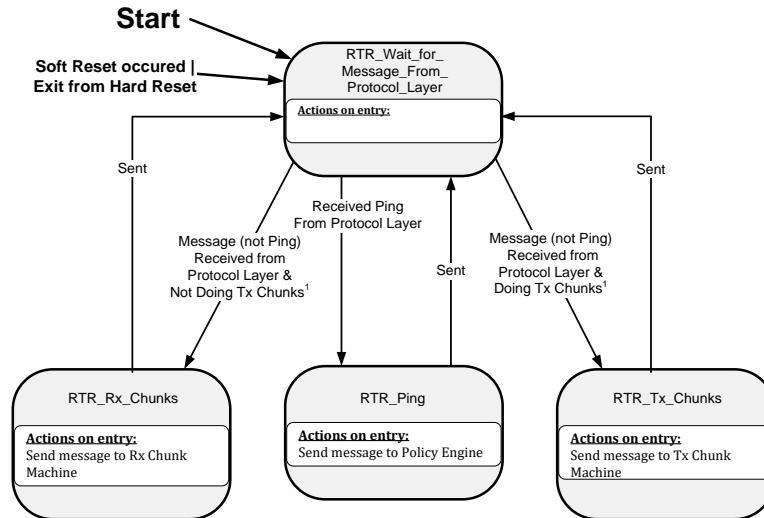 Start
Soft Reset occured |
Exit from Hard Reset
RTR_Wait_for_
Message_From_
Protocol_Layer
Actions on entry:
Sent
Received Ping
From Protocol Layer
Message (not Ping)
Received from
Protocol Layer &
Not Doing Tx Chunks1
Sent
Message (not Ping)
Received from
Protocol Layer &
Doing Tx Chunks1
Sent
RTR_Rx_Chunks
Actions on entry:
Send message to Rx Chunk
Machine
RTR_Ping
Actions on entry:
Send message to Policy Engine
RTR_Tx_Chunks
Actions on entry:
Send message to Tx Chunk
Machine